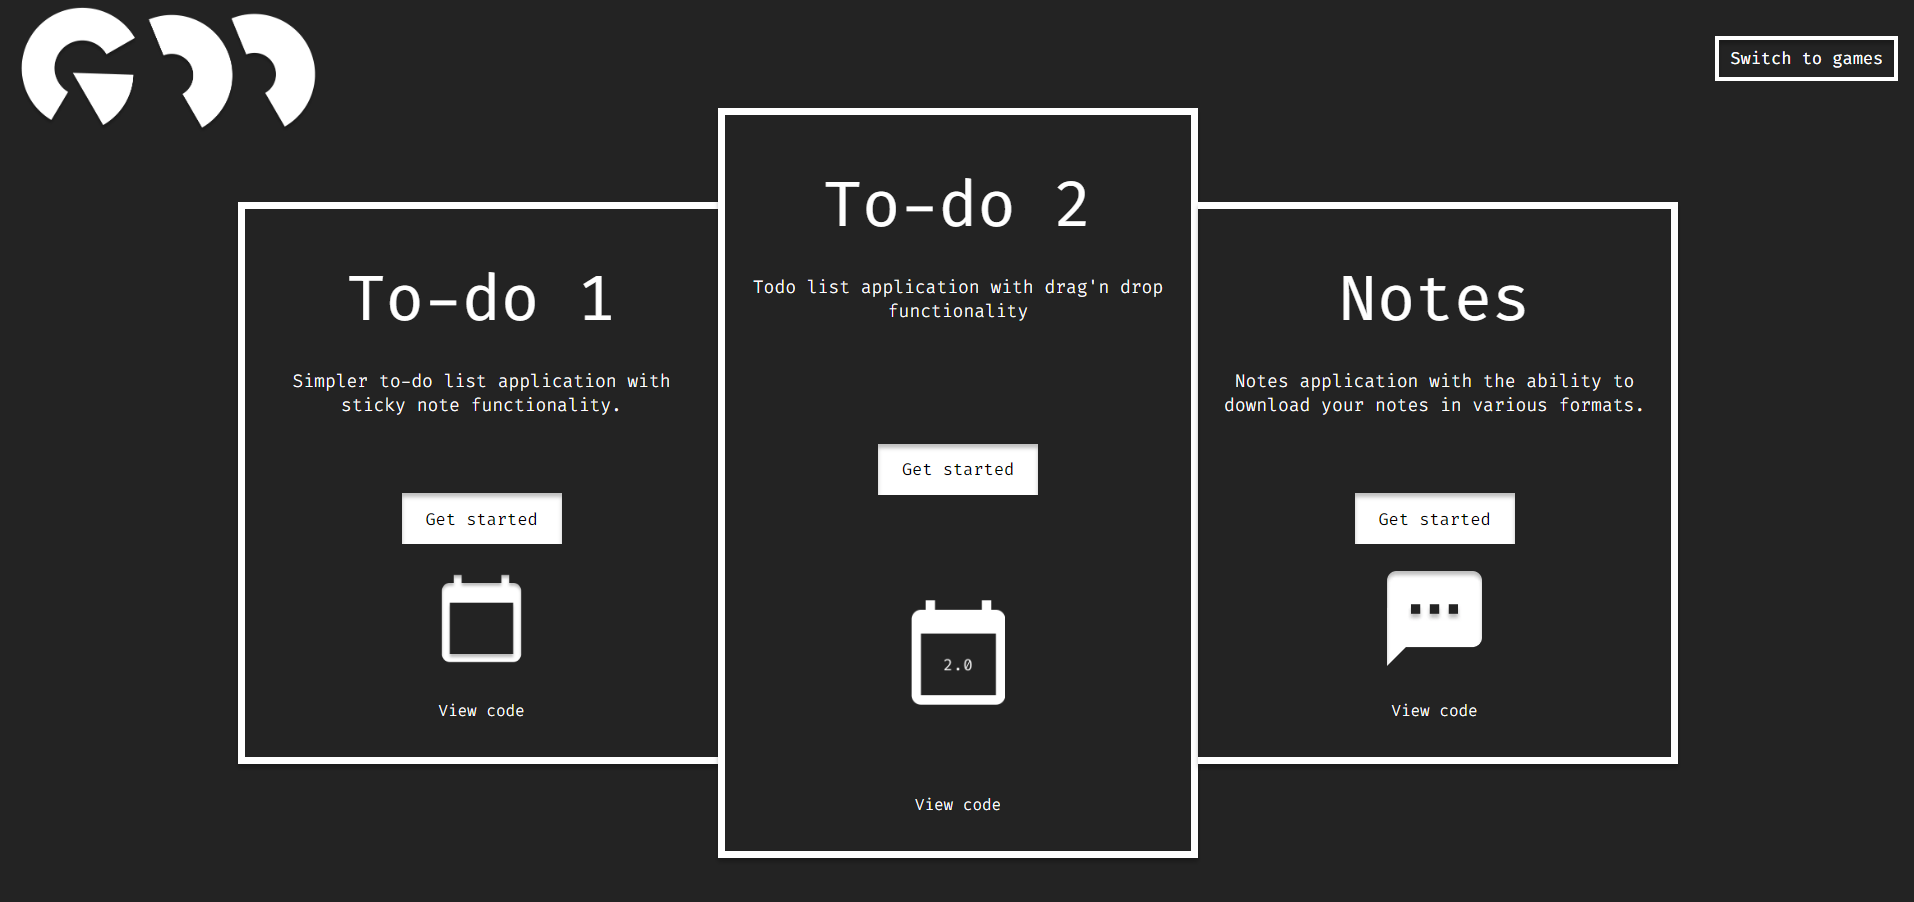 Switch to games
To-do 1
Simpler to-do list application with
sticky note functionality.
Get started
View code
To-do 2
Todo list application with drag'n drop
functionality
Get started
2.0
View code
Notes
Notes application with the ability to
download your notes in various formats.
Get started
View code